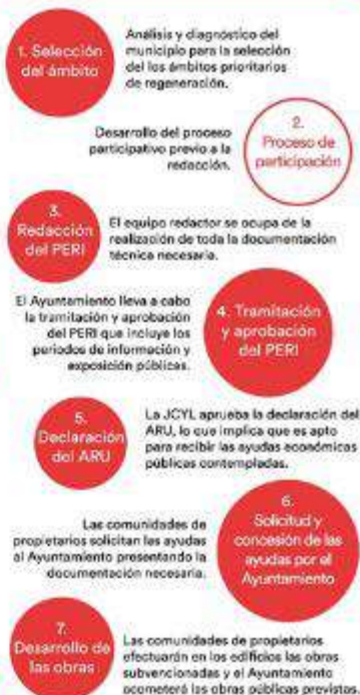 1. Selección
del ámbito
Análisis y diagnóstico del
municipio para la selección
del los ámbitos prioritarios
de regeneración.
Desarrollo del proceso
participativo previo a la
redacción.
2.
Proceso de
participación
3.
Redacción
del PERI
El equipo redactor se ocupa de la
realización de toda la documentación
técnica necesaria.
El Ayuntamiento lleva a cabo
la tramitación y aprobación
del PERI que incluye los
periodos de información y
exposición públicas.
4. Tramitación
y aprobación
del PERI
5.
Declaración
del ARU
La JCYL aprueba la declaración del
ARU, lo cue implica que es apto
para recibir las ayudas económicas
públicas contempladas.
Las comunidades de
propietarios solicitan las ayudas
al Ayuntamiento presentando la
documentación necesaria.
6.
Solicitud y
concesión de las
ayudas por el
Ayuntamiento
7.
Desarrollo de
las obras
Las comunidades de propietarios
efectuarán en los edificios las obras
subvencionadas y el Ayuntamiento
acometerá las obras públicas previstas.